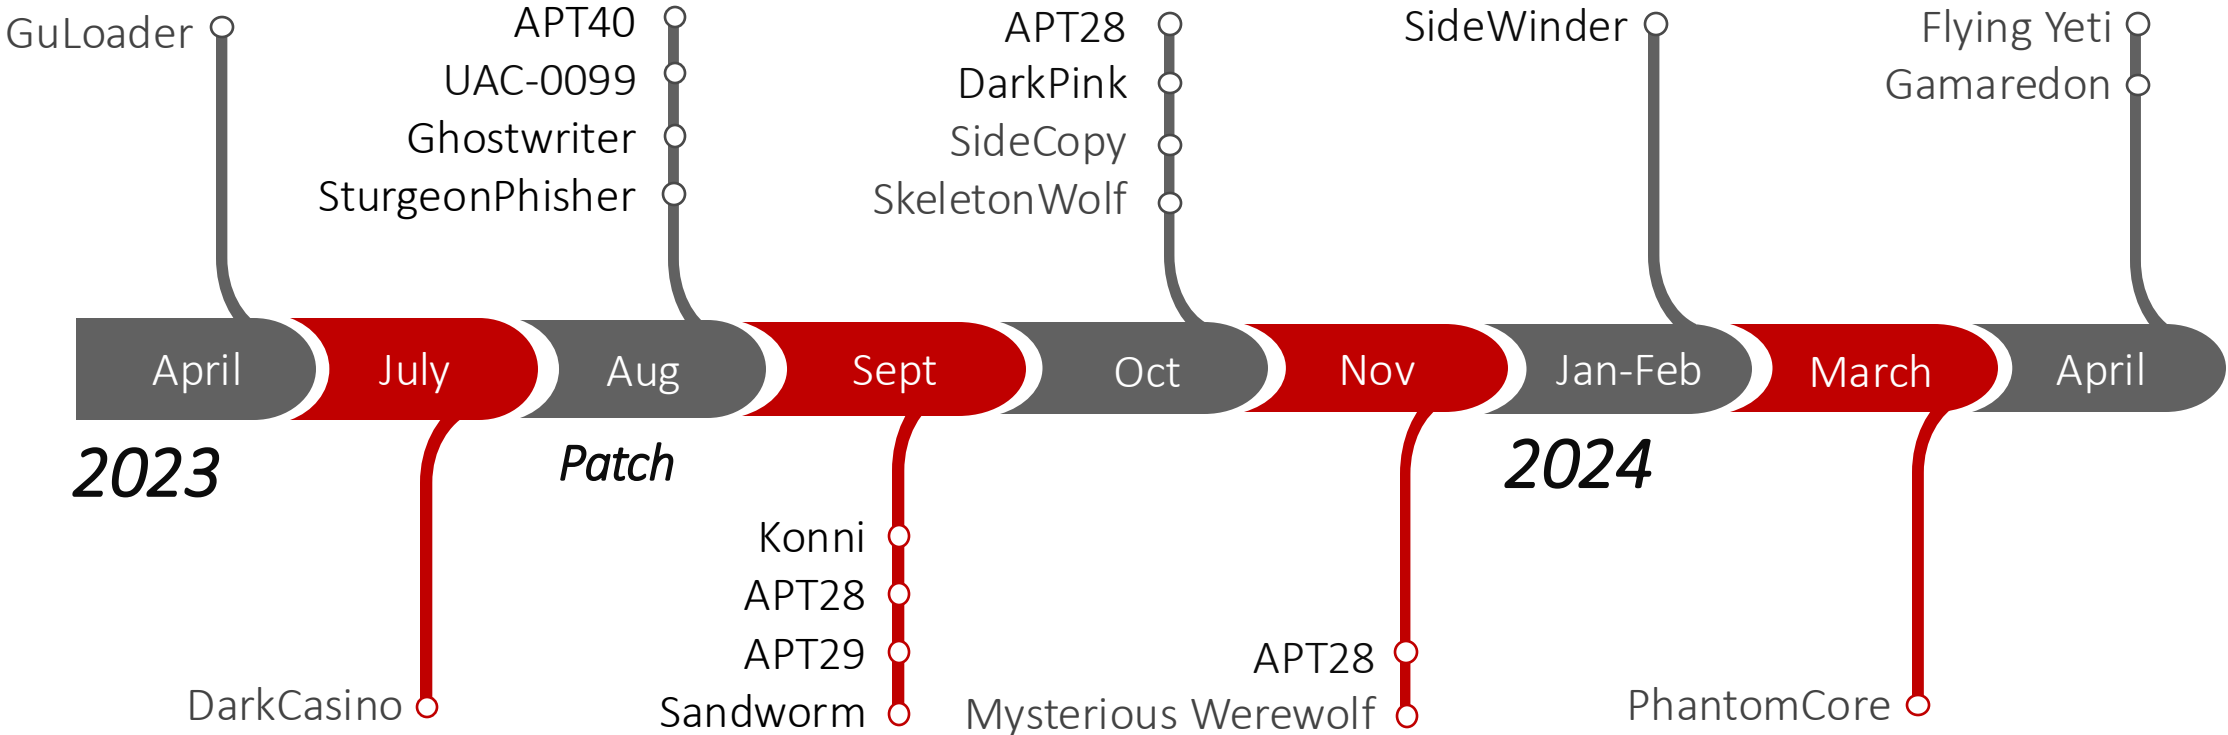 GuLoader
APT40
UAC-0099
Ghostwriter
SturgeonPhisher
APT28
DarkPink
SideCopy
SkeletonWolf
SideWinder
Flying Yeti
Gamaredon
April
July
Aug
Sept
Oct
Nov
Jan-Feb
March
April
2023
Patch
2024
DarkCasino
Konni
APT28
APT29
Sandworm
APT28
Mysterious Werewolf
PhantomCore